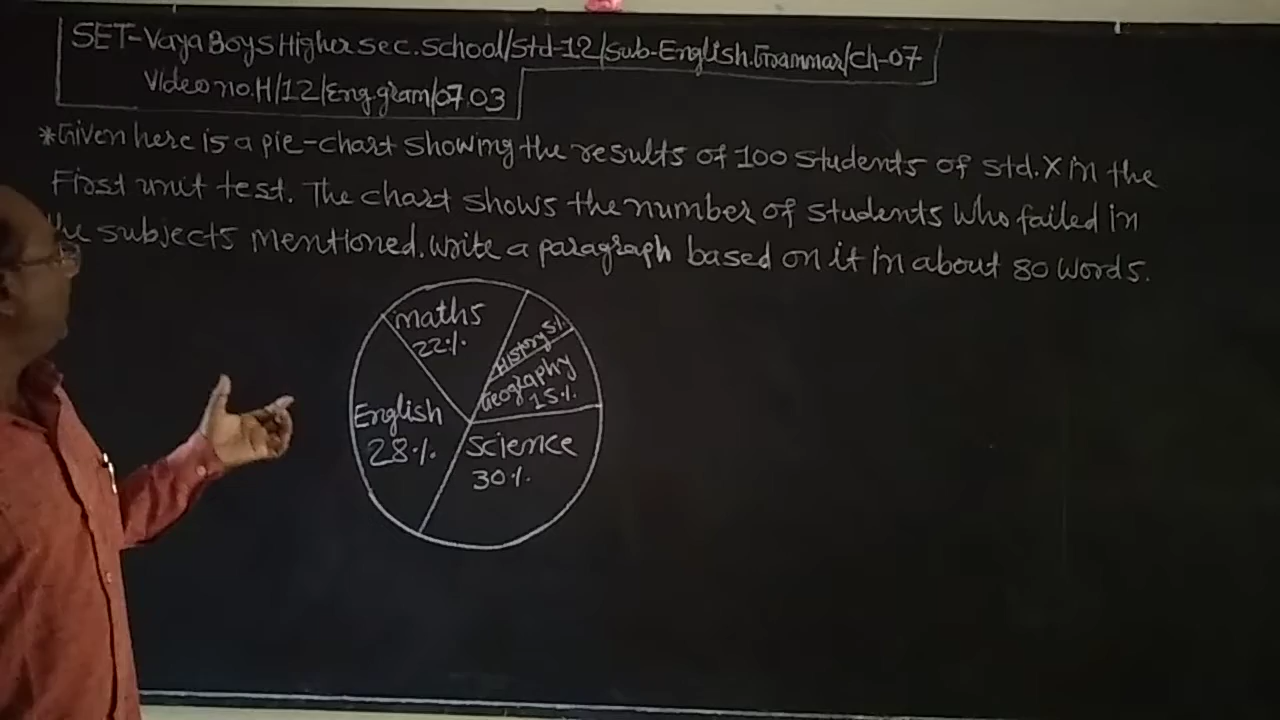 SET-Vaya Boys Higher Sec. School/Std-12/Sub-English.Grammar/ch-07
Video no.H/12/Eng.gram/07.03
*Given here is a pie-chart showing the results of 100 students of std. X in the
First unit test. The chart shows the number of students who failed in
the subjects mentioned. Write a paragraph based on it in about 80 words.
maths
22%
History 5%
Geography
15%
English
28%
Science
30%